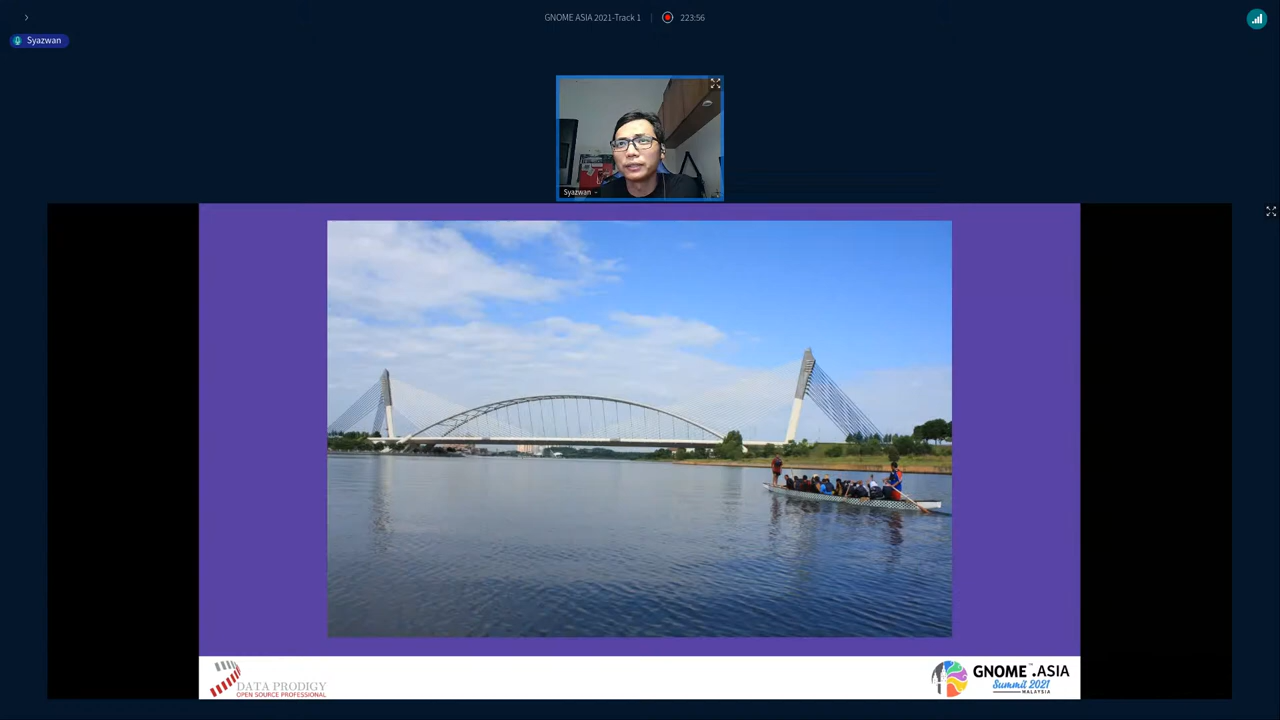 GNOME ASIA 2021-Track 1
223:56
Syazwan
Syazwan
DATA PRODIGY
OPEN SOURCE PROFESSIONAL
GNOME .ASIA
Summit 2021
MALAYSIA